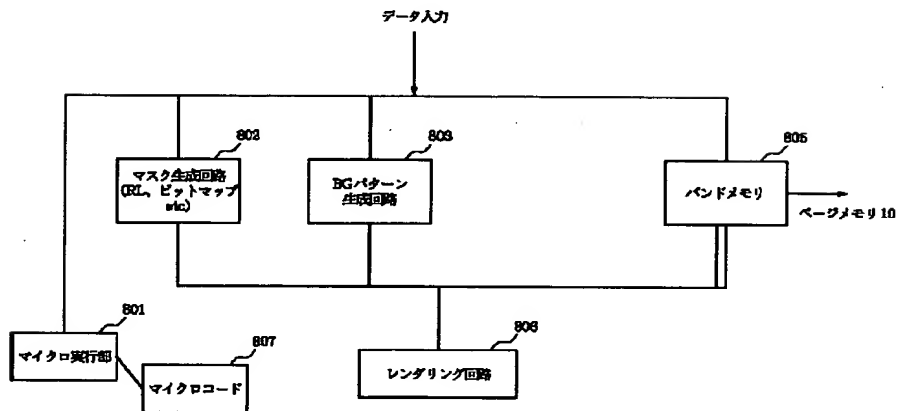 データ入力
802
マスク生成回路
(RL、ビットマップ
etc)
803
BGパターン
生成回路
805
バンドメモリ
ページメモリ10
801
マイクロ実行部
807
マイクロコード
806
レンダリング回路